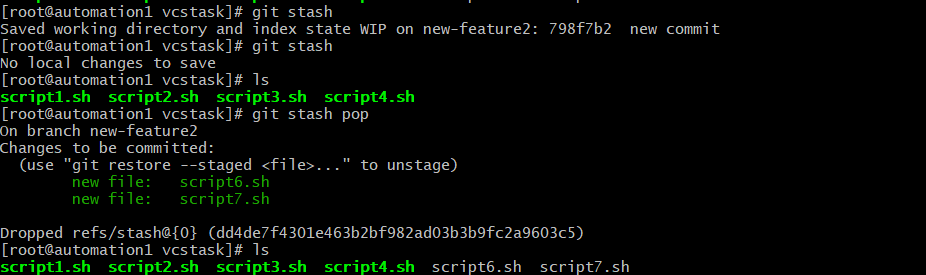 [root@automation1 vcstask]# git stash
Saved working directory and index state WIP on new-feature2: 798f7b2  new commit
[root@automation1 vcstask]# git stash
No local changes to save
[root@automation1 vcstask]# ls
script1.sh  script2.sh  script3.sh  script4.sh
[root@automation1 vcstask]# git stash pop
On branch new-feature2
Changes to be committed:
  (use "git restore --staged <file>..." to unstage)
        new file:   script6.sh
        new file:   script7.sh

Dropped refs/stash@{0} (dd4de7f4301e463b2bf982ad03b3b9fc2a9603c5)
[root@automation1 vcstask]# ls
script1.sh  script2.sh  script3.sh  script4.sh  script6.sh  script7.sh